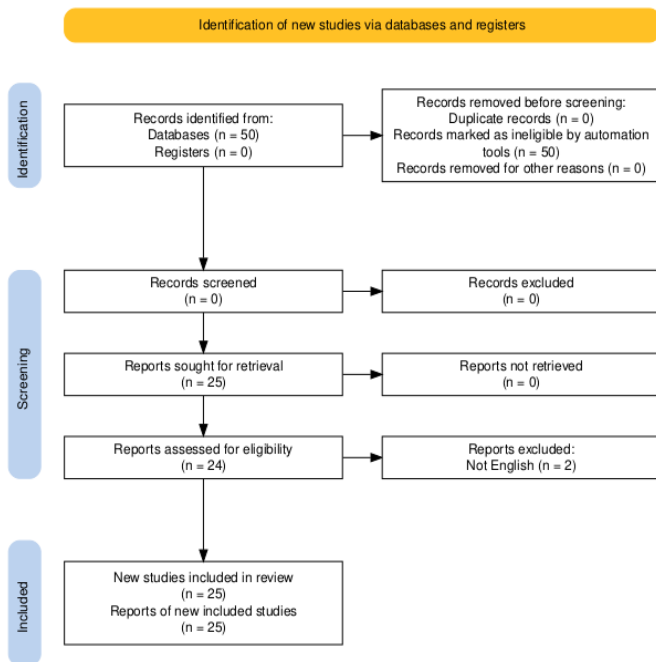 Identification of new studies via databases and registers
Identification
Records identified from:
Databases (n = 50)
Registers (n = 0)
Records removed before screening:
Duplicate records (n = 0)
Records marked as ineligible by automation
tools (n = 50)
Records removed for other reasons (n = 0)
Screening
Records screened
(n = 0)
Records excluded
(n = 0)
Reports sought for retrieval
(n = 25)
Reports not retrieved
(n = 0)
Reports assessed for eligibility
(n = 24)
Reports excluded:
Not English (n = 2)
Included
New studies included in review
(n = 25)
Reports of new included studies
(n = 25)